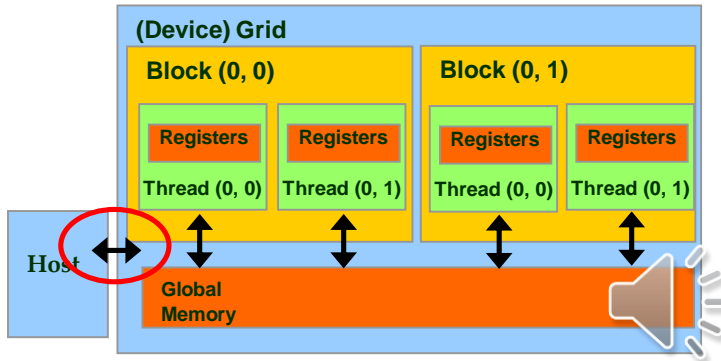 (Device) Grid
Block (0, 0)
Block (0, 1)
Registers
Registers
Registers
Registers
Thread (0, 0)
Thread (0, 1)
Thread (0, 0)
Thread (0, 1)
Host
Global
Memory